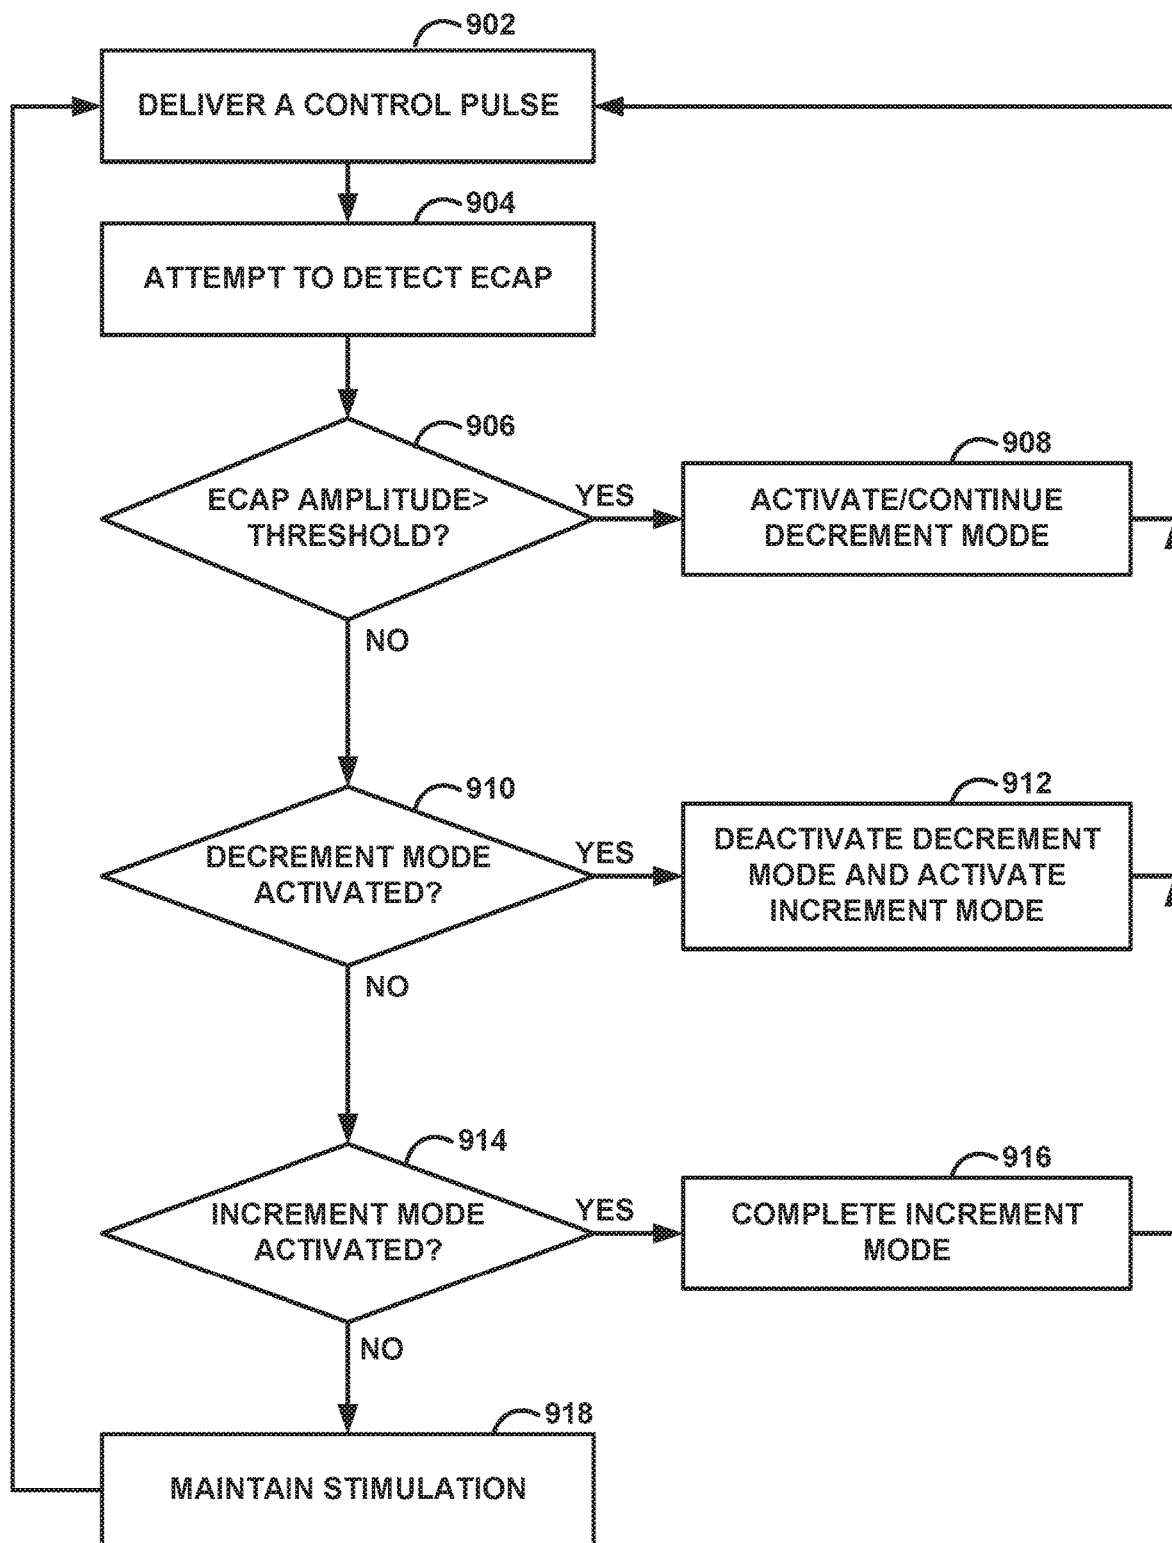 902
DELIVER A CONTROL PULSE
904
ATTEMPT TO DETECT ECAP
906
ECAP AMPLITUDE>
THRESHOLD?
YES
908
ACTIVATE/CONTINUE
DECREMENT MODE
NO
910
DECREMENT MODE
ACTIVATED?
YES
912
DEACTIVATE DECREMENT
MODE AND ACTIVATE
INCREMENT MODE
NO
914
INCREMENT MODE
ACTIVATED?
YES
916
COMPLETE INCREMENT
MODE
NO
918
MAINTAIN STIMULATION